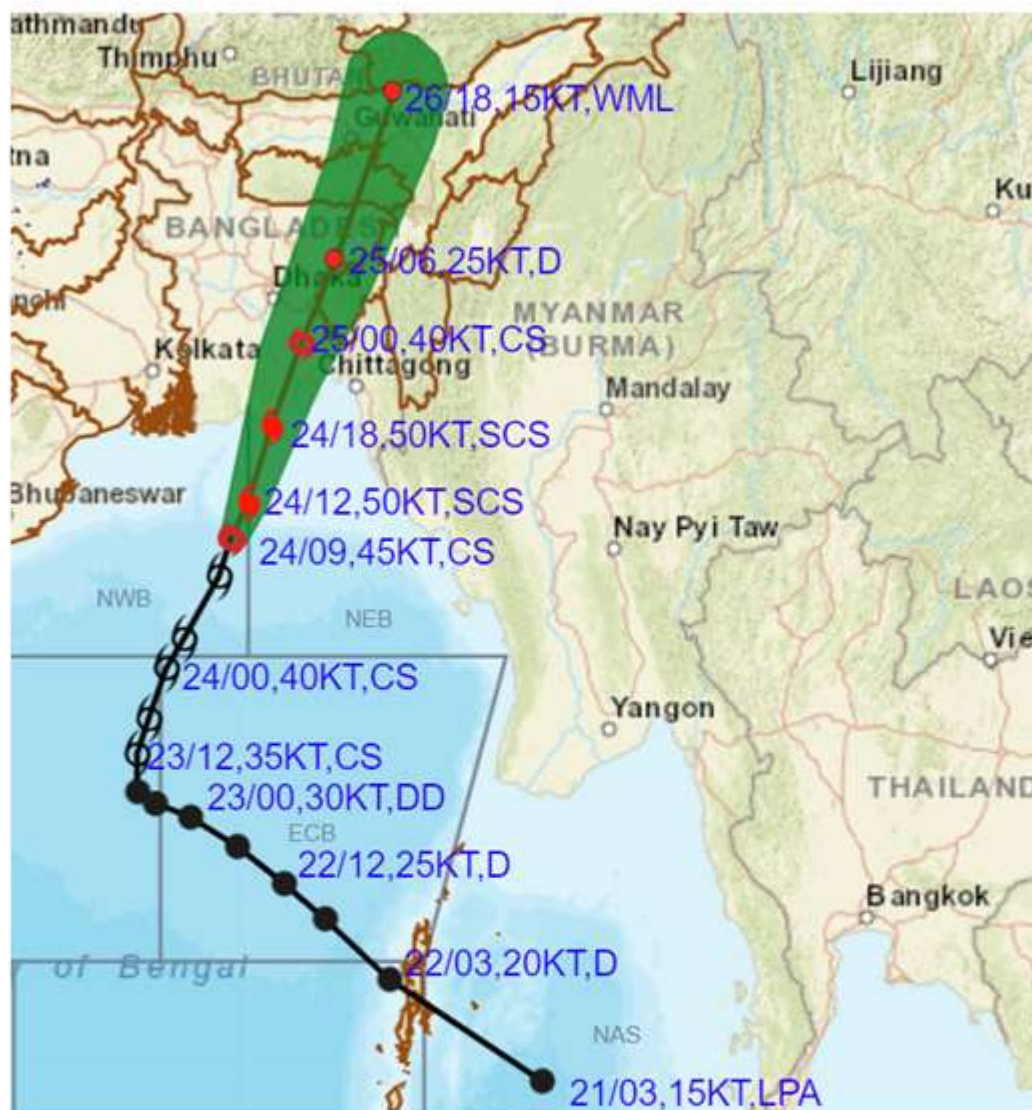 athmandu
Thimphu
BHUTAN
Lijiang
26/18,15KT,WML
Guwahati
tna
Ku
BANGLADES
25/06,25KT,D
Dhaka
nchi
MYANMAR
(BURMA)
25/00,40KT,CS
Kolkata
Chittagong
Mandalay
24/18,50KT,SCS
Bhubaneswar
24/12,50KT,SCS
Nay Pyi Taw
24/09,45KT,CS
LAOS
NWB
NEB
Vie
24/00,40KT,CS
Yangon
23/12,35KT,CS
THAILAND
23/00,30KT,DD
ECB
22/12,25KT,D
Bangkok
of Bengal
22/03,20KT,D
NAS
21/03,15KT,LPA